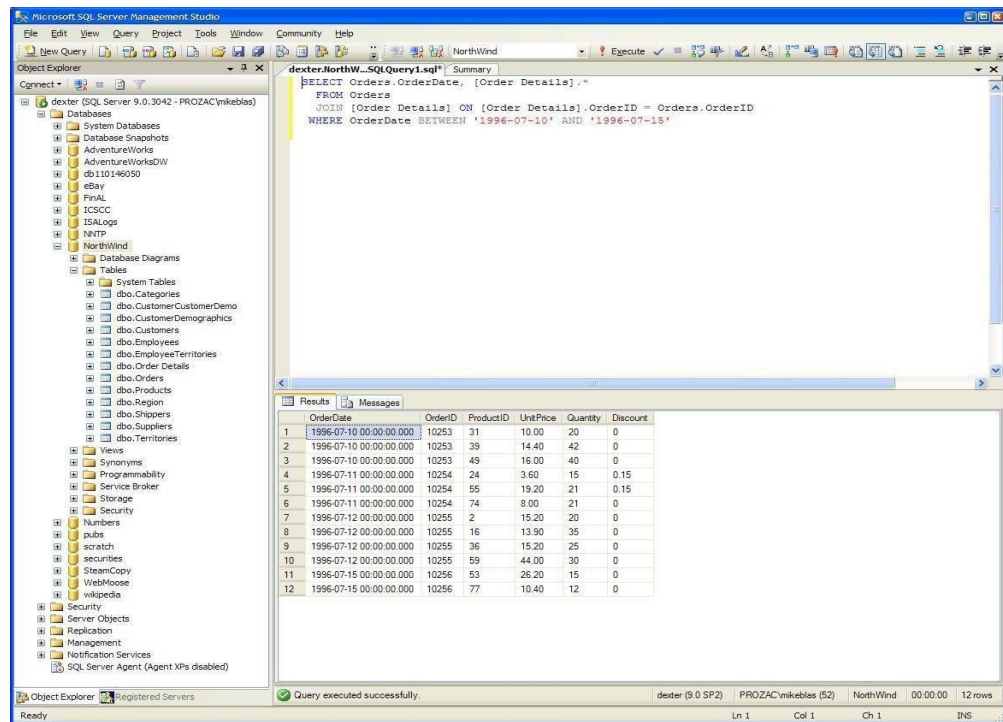 Microsoft SQL Server Management Studio
File Edit View Query Project Tools Window Community Help
New Query NorthWind Execute
Object Explorer
Connect
dexter (SQL Server 9.0.3042 - PROZAC\mikeblas)
Databases
System Databases
Database Snapshots
AdventureWorks
AdventureWorksDW
db110146050
eBay
FinAL
ICSCC
ISALogs
NNTP
NorthWind
Database Diagrams
Tables
System Tables
dbo.Categories
dbo.CustomerCustomerDemo
dbo.CustomerDemographics
dbo.Customers
dbo.Employees
dbo.EmployeeTerritories
dbo.Order Details
dbo.Orders
dbo.Products
dbo.Region
dbo.Shippers
dbo.Suppliers
dbo.Territories
Views
Synonyms
Programmability
Service Broker
Storage
Security
Numbers
pubs
scratch
securities
SteamCopy
WebMoose
wikipedia
Security
Server Objects
Replication
Management
Notification Services
SQL Server Agent (Agent XPs disabled)
Object Explorer Registered Servers
dexter.NorthW...SQLQuery1.sql* Summary
SELECT Orders.OrderDate, [Order Details].*
FROM Orders
JOIN [Order Details] ON [Order Details].OrderID = Orders.OrderID
WHERE OrderDate BETWEEN '1996-07-10' AND '1996-07-15'
Results Messages
OrderDate OrderID ProductID UnitPrice Quantity Discount
1 1996-07-10 00:00:00.000 10253 31 10.00 20 0
2 1996-07-10 00:00:00.000 10253 39 14.40 42 0
3 1996-07-10 00:00:00.000 10253 49 16.00 40 0
4 1996-07-11 00:00:00.000 10254 24 3.60 15 0.15
5 1996-07-11 00:00:00.000 10254 55 19.20 21 0.15
6 1996-07-11 00:00:00.000 10254 74 8.00 21 0
7 1996-07-12 00:00:00.000 10255 2 15.20 20 0
8 1996-07-12 00:00:00.000 10255 16 13.90 35 0
9 1996-07-12 00:00:00.000 10255 36 15.20 25 0
10 1996-07-12 00:00:00.000 10255 59 44.00 30 0
11 1996-07-15 00:00:00.000 10256 53 26.20 15 0
12 1996-07-15 00:00:00.000 10256 77 10.40 12 0
Query executed successfully. dexter (9.0 SP2) PROZAC\mikeblas (52) NorthWind 00:00:00 12 rows
Ready Ln 1 Col 1 Ch 1 INS